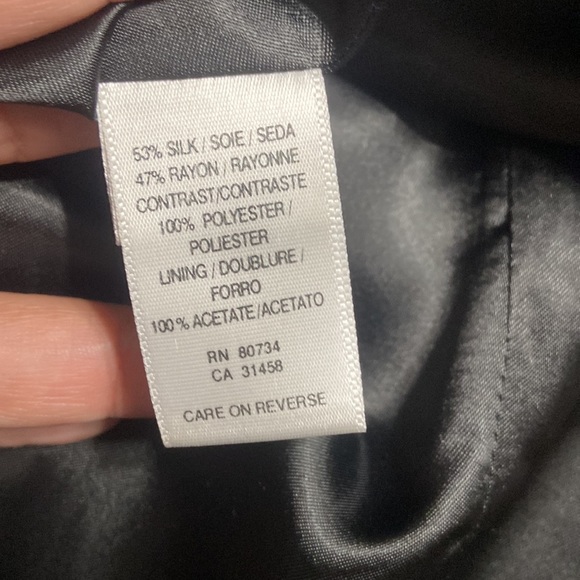 53% SILK / SOIE / SEDA
47% RAYON / RAYONNE
CONTRAST/CONTRASTE
100% POLYESTER /
POLIESTER
LINING / DOUBLURE /
FORRO
100% ACETATE/ACETATO
RN 80734
CA 31458
CARE ON REVERSE